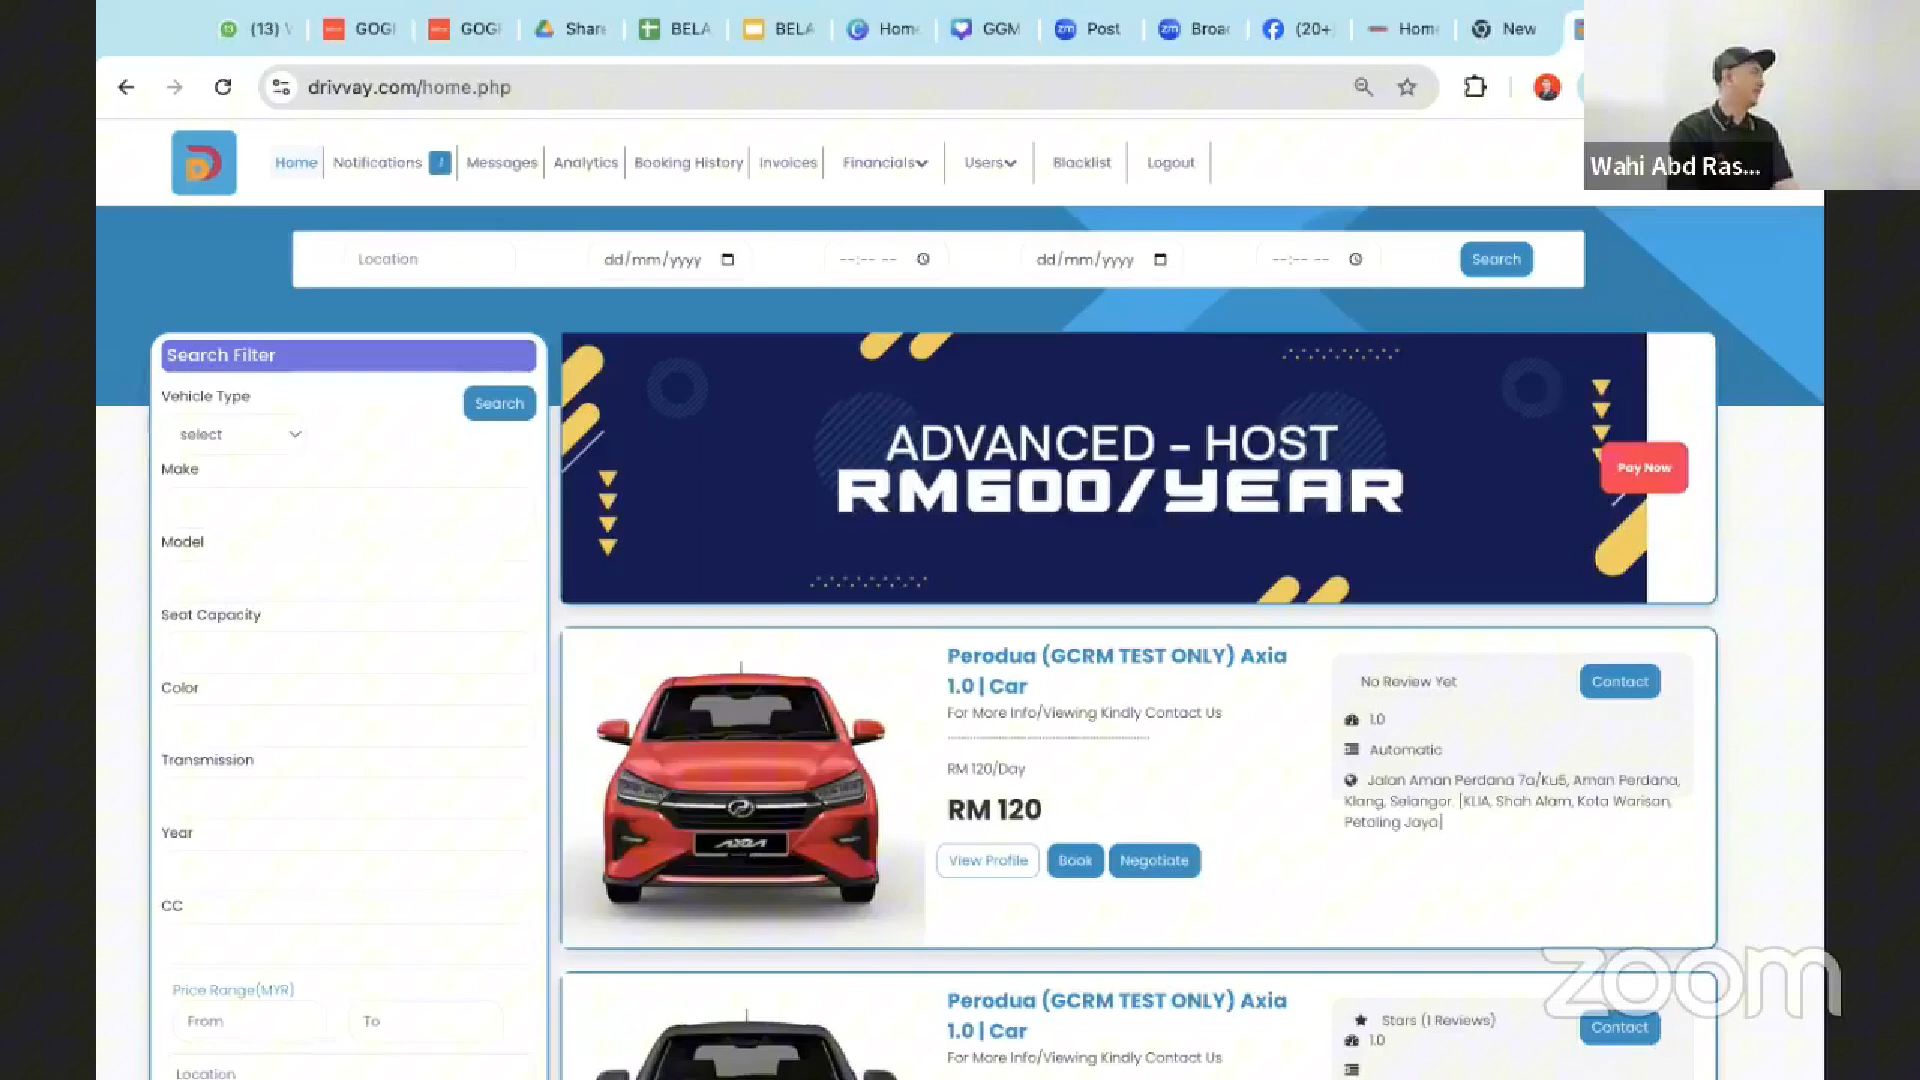 (13)
GOG
GOG
Share
BELA
BELA
Hom
GGM
Post
Broa
(20+
Hom
New
drivvay.com/home.php
Wahi Abd Ras...
Home
Notifications
Messages
Analytics
Booking History
Invoices
Financials
Users
Blacklist
Logout
Location
dd/mm/yyyy
--:-- --
dd/mm/yyyy
--:-- --
Search
Search Filter
Vehicle Type
Search
select
Make
Model
Seat Capacity
Color
Transmission
Year
CC
Price Range(MYR)
From
To
Location
ADVANCED - HOST
RM600/YEAR
Pay Now
Perodua (GCRM TEST ONLY) Axia
1.0 | Car
For More Info/Viewing Kindly Contact Us
RM 120/Day
RM 120
View Profile
Book
Negotiate
AXIA
No Review Yet
Contact
1.0
Automatic
Jalan Aman Perdana 7a/Ku5, Aman Perdana,
Klang, Selangor. [KLIA, Shah Alam, Kota Warisan,
Petaling Jaya]
Perodua (GCRM TEST ONLY) Axia
1.0 | Car
For More Info/Viewing Kindly Contact Us
Stars (1 Reviews)
Contact
1.0
zoom